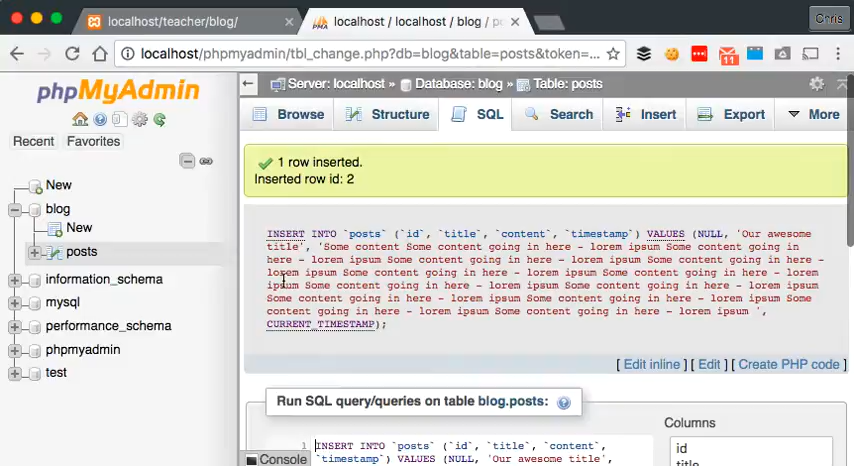 localhost/teacher/blog/
localhost / localhost / blog / po
Chris
localhost/phpmyadmin/tbl_change.php?db=blog&table=posts&token=...
11
phpMyAdmin
Recent Favorites
New
blog
New
posts
information_schema
mysql
performance_schema
phpmyadmin
test
Server: localhost » Database: blog » Table: posts
Browse Structure SQL Search Insert Export More
1 row inserted.
Inserted row id: 2
INSERT INTO `posts` (`id`, `title`, `content`, `timestamp`) VALUES (NULL, 'Our awesome
title', 'Some content Some content going in here - lorem ipsum Some content going in
here - lorem ipsum Some content going in here - lorem ipsum Some content going in here -
lorem ipsum Some content going in here - lorem ipsum Some content going in here - lorem
ipsum Some content going in here - lorem ipsum Some content going in here - lorem ipsum
Some content going in here - lorem ipsum Some content going in here - lorem ipsum Some
content going in here - lorem ipsum Some content going in here - lorem ipsum ',
CURRENT_TIMESTAMP);
[ Edit inline ] [ Edit ] [ Create PHP code ]
Run SQL query/queries on table blog.posts:
Columns
1 INSERT INTO `posts` (`id`, `title`, `content`,
`timestamp`) VALUES (NULL, 'Our awesome title',
id
title
Console